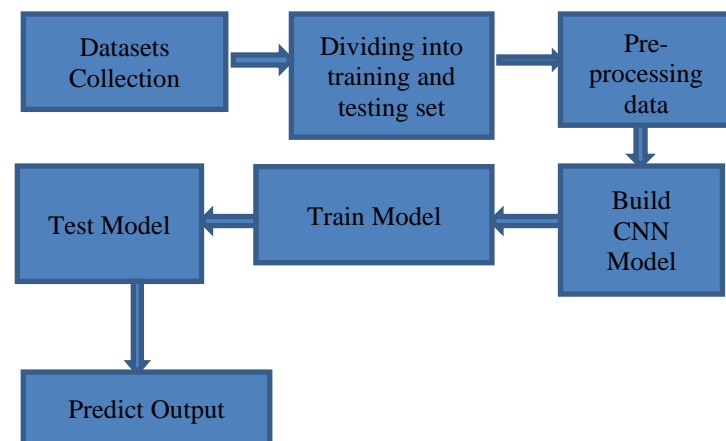 Datasets
Collection
Dividing into
training and
testing set
Pre-
processing
data
Build
CNN
Model
Train Model
Test Model
Predict Output